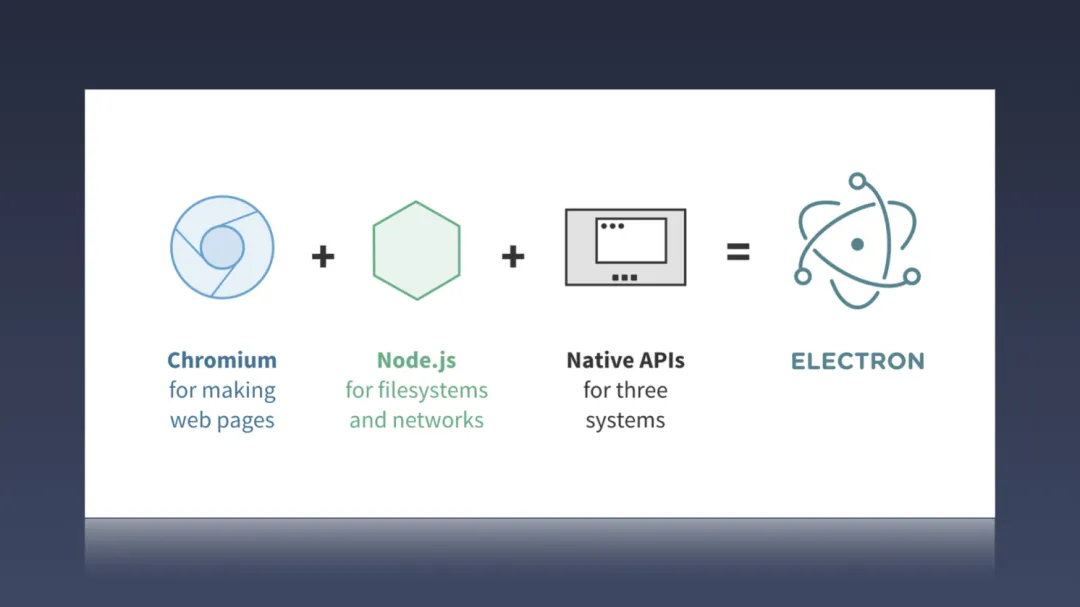 +
+
=
Chromium
for making
web pages
Node.js
for filesystems
and networks
Native APIs
for three
systems
ELECTRON